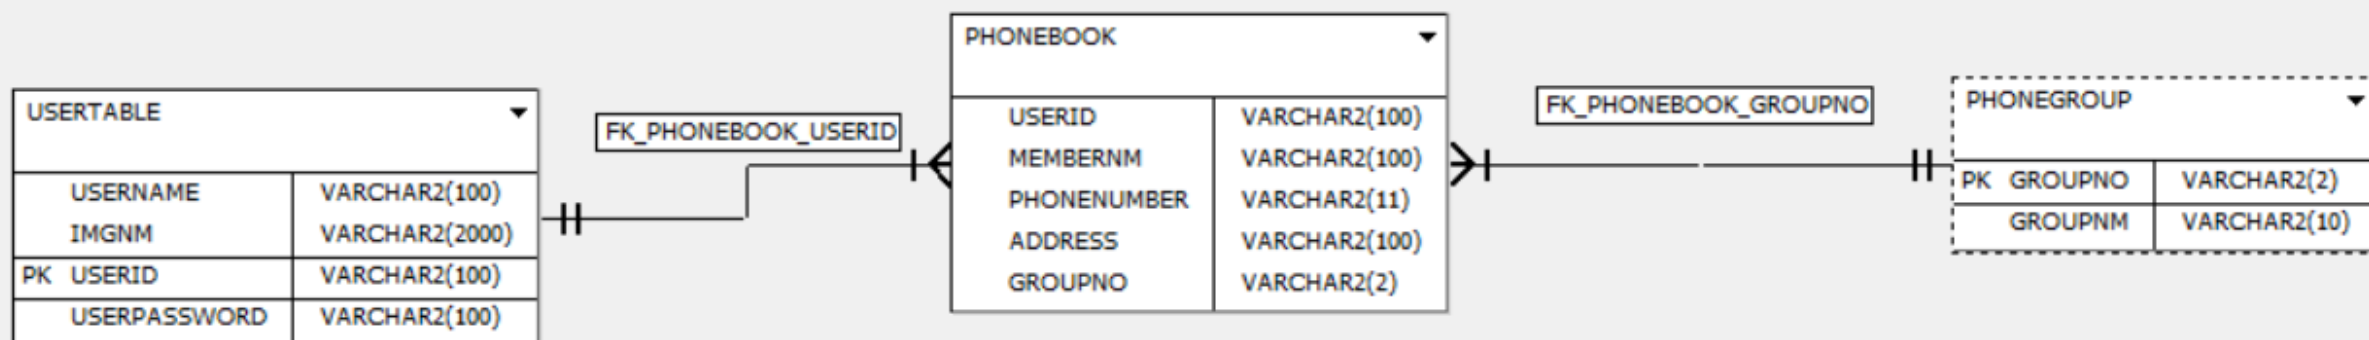 USERTABLE
USERNAME VARCHAR2(100)
IMGNM VARCHAR2(2000)
PK USERID VARCHAR2(100)
USERPASSWORD VARCHAR2(100)
FK_PHONEBOOK_USERID
PHONEBOOK
USERID VARCHAR2(100)
MEMBERNM VARCHAR2(100)
PHONENUMBER VARCHAR2(11)
ADDRESS VARCHAR2(100)
GROUPNO VARCHAR2(2)
FK_PHONEBOOK_GROUPNO
PHONEGROUP
PK GROUPNO VARCHAR2(2)
GROUPNM VARCHAR2(10)